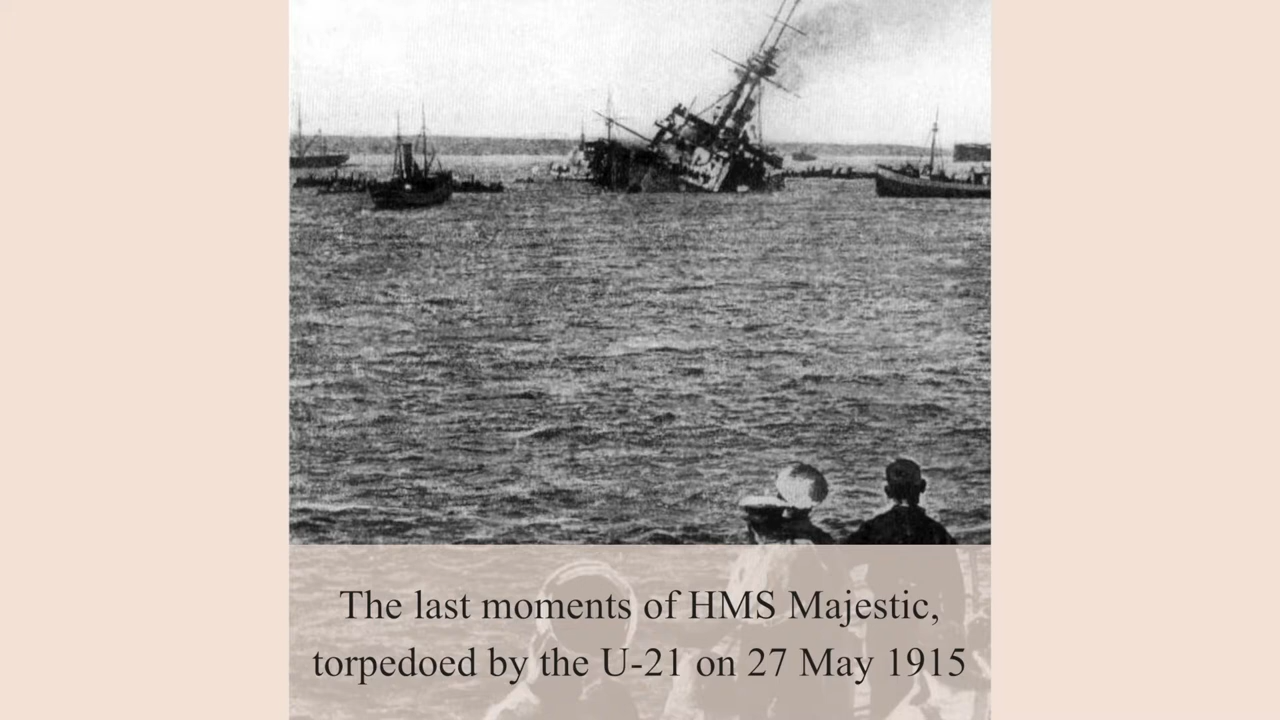 The last moments of HMS Majestic,
torpedoed by the U-21 on 27 May 1915